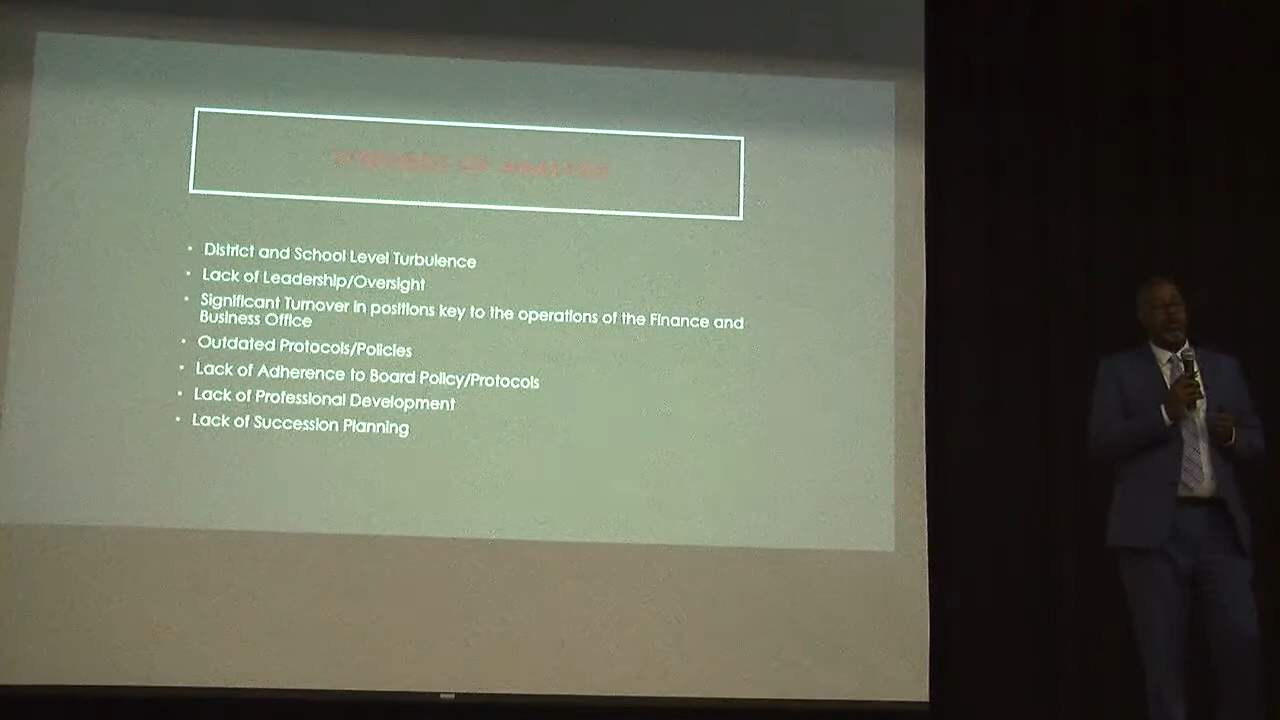 • District and School Level Turbulence
• Lack of Leadership/Oversight
• Significant Turnover in positions key to the operations of the Finance and
Business Office
• Outdated Protocols/Policies
• Lack of Adherence to Board Policy/Protocols
• Lack of Professional Development
• Lack of Succession Planning